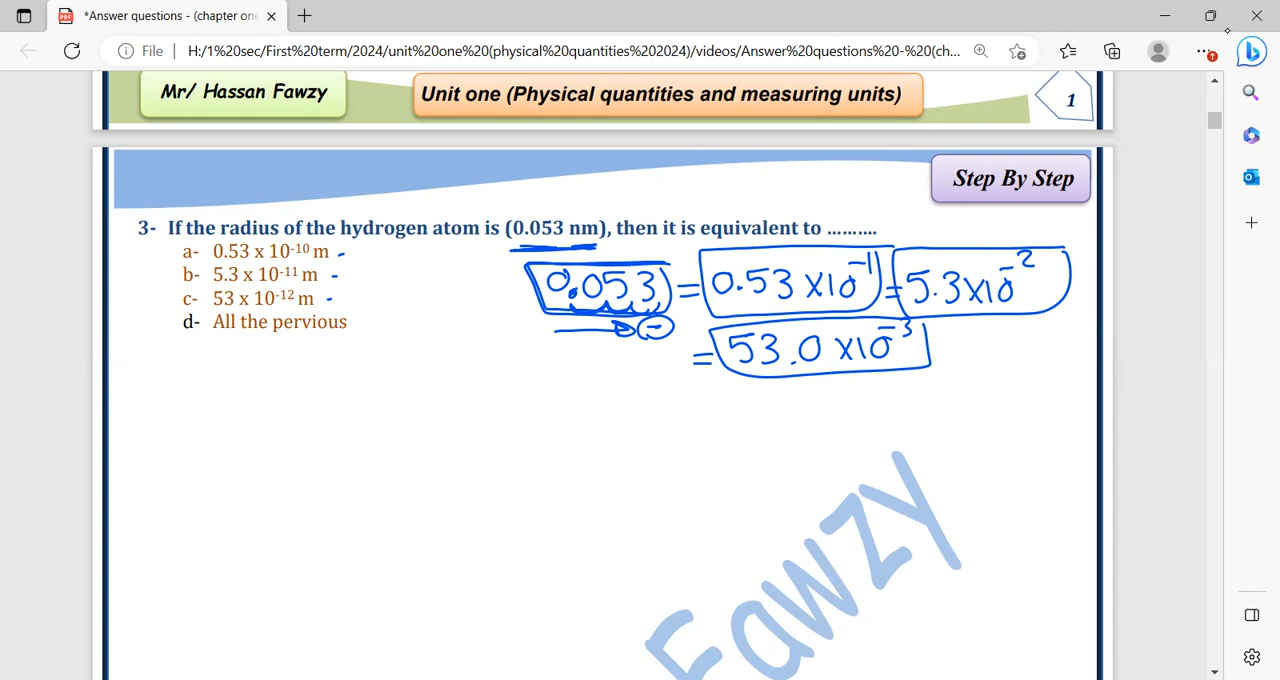 *Answer questions - (chapter one
File
H:/1%20sec/First%20term/2024/unit%20one%20(physical%20quantities%202024)/videos/Answer%20questions%20-%20(ch...
Mr/ Hassan Fawzy
Unit one (Physical quantities and measuring units)
1
Step By Step
3- If the radius of the hydrogen atom is (0.053 nm), then it is equivalent to ..........
a- 0.53 x 10⁻¹⁰ m
b- 5.3 x 10⁻¹¹ m
c- 53 x 10⁻¹² m
d- All the pervious
0.053 = 0.53 x10⁻¹ = 5.3x10⁻²
(-)
= 53.0 x10⁻³
Fawzy